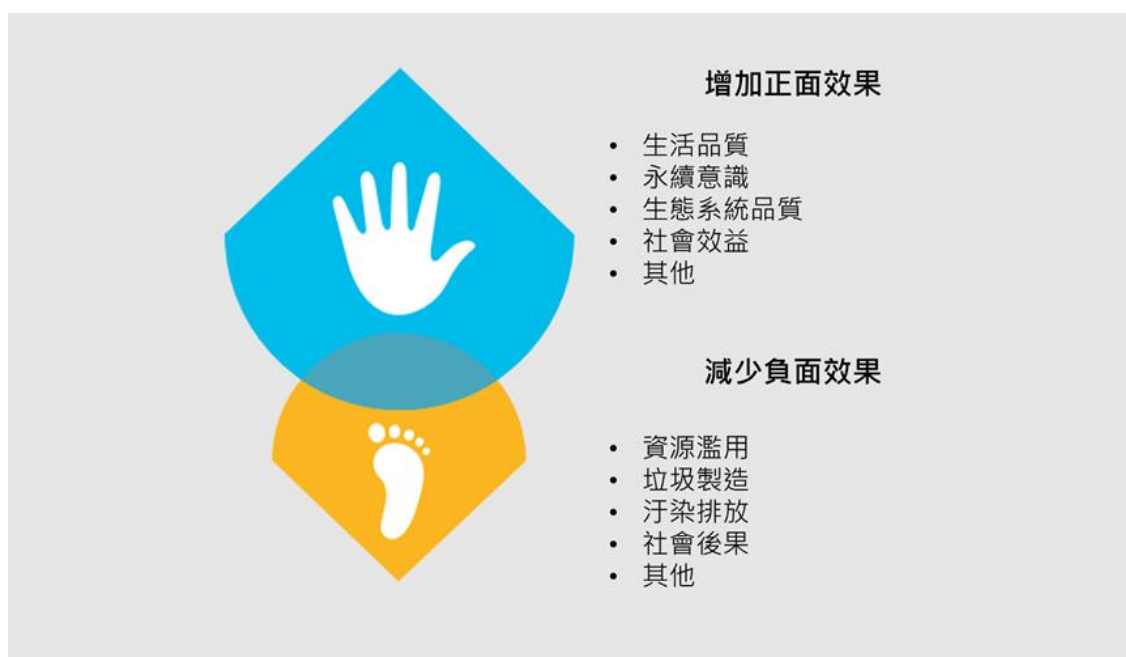 增加正面效果
• 生活品質
• 永續意識
• 生態系統品質
• 社會效益
• 其他
減少負面效果
• 資源濫用
• 垃圾製造
• 汙染排放
• 社會後果
• 其他